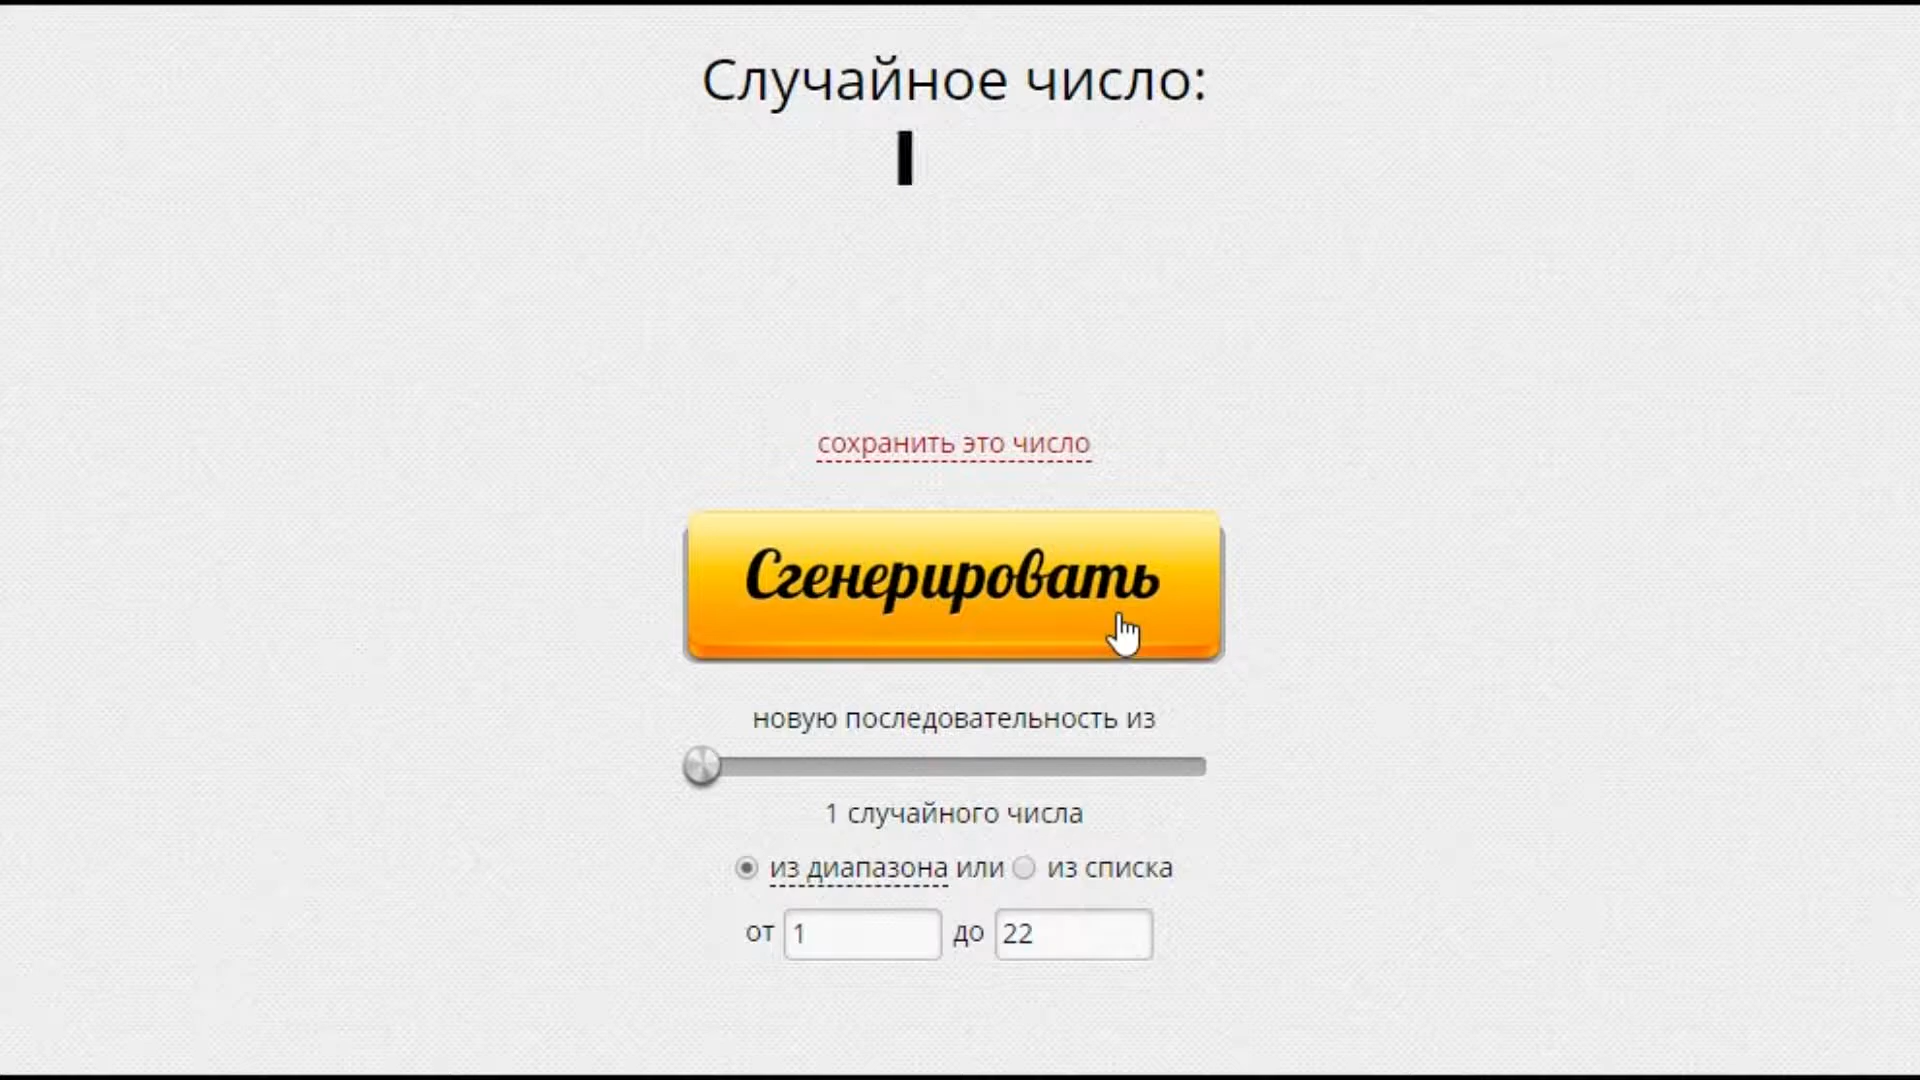 Случайное число:
сохранить это число
Сгенерировать
новую последовательность из
1 случайного числа
из диапазона или из списка
от 1 до 22